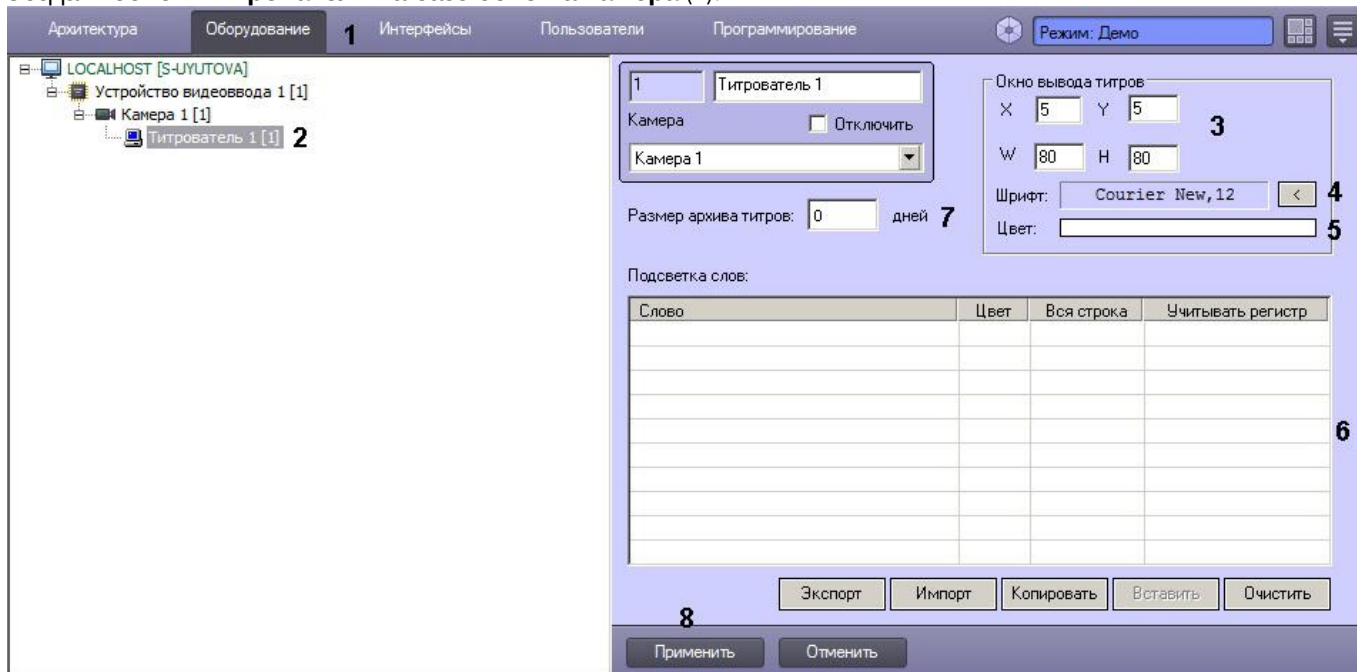 Архитектура Оборудование 1 Интерфейсы Пользователи Программирование Режим: Демо
LOCALHOST [S-UYUTOVA]
Устройство видеоввода 1 [1]
Камера 1 [1]
Титрователь 1 [1] 2
1 Титрователь 1
Камера Отключить
Камера 1
Размер архива титров: 0 дней 7
Окно вывода титров
X 5 Y 5 3
W 80 H 80
Шрифт: Courier New,12 < 4
Цвет: 5
Подсветка слов:
Слово Цвет Вся строка Учитывать регистр
6
Экспорт Импорт Копировать Вставить Очистить
8
Применить Отменить